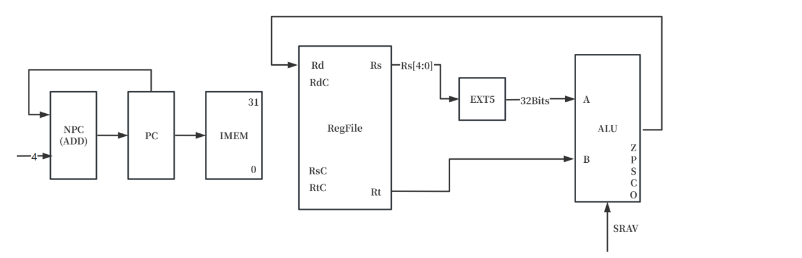 4
NPC
(ADD)
PC
31
IMEM
0
Rd
RdC
Rs
RegFile
RsC
RtC
Rt
Rs[4:0]
EXT5
32Bits
A
ALU
B
Z
P
S
C
O
SRAV